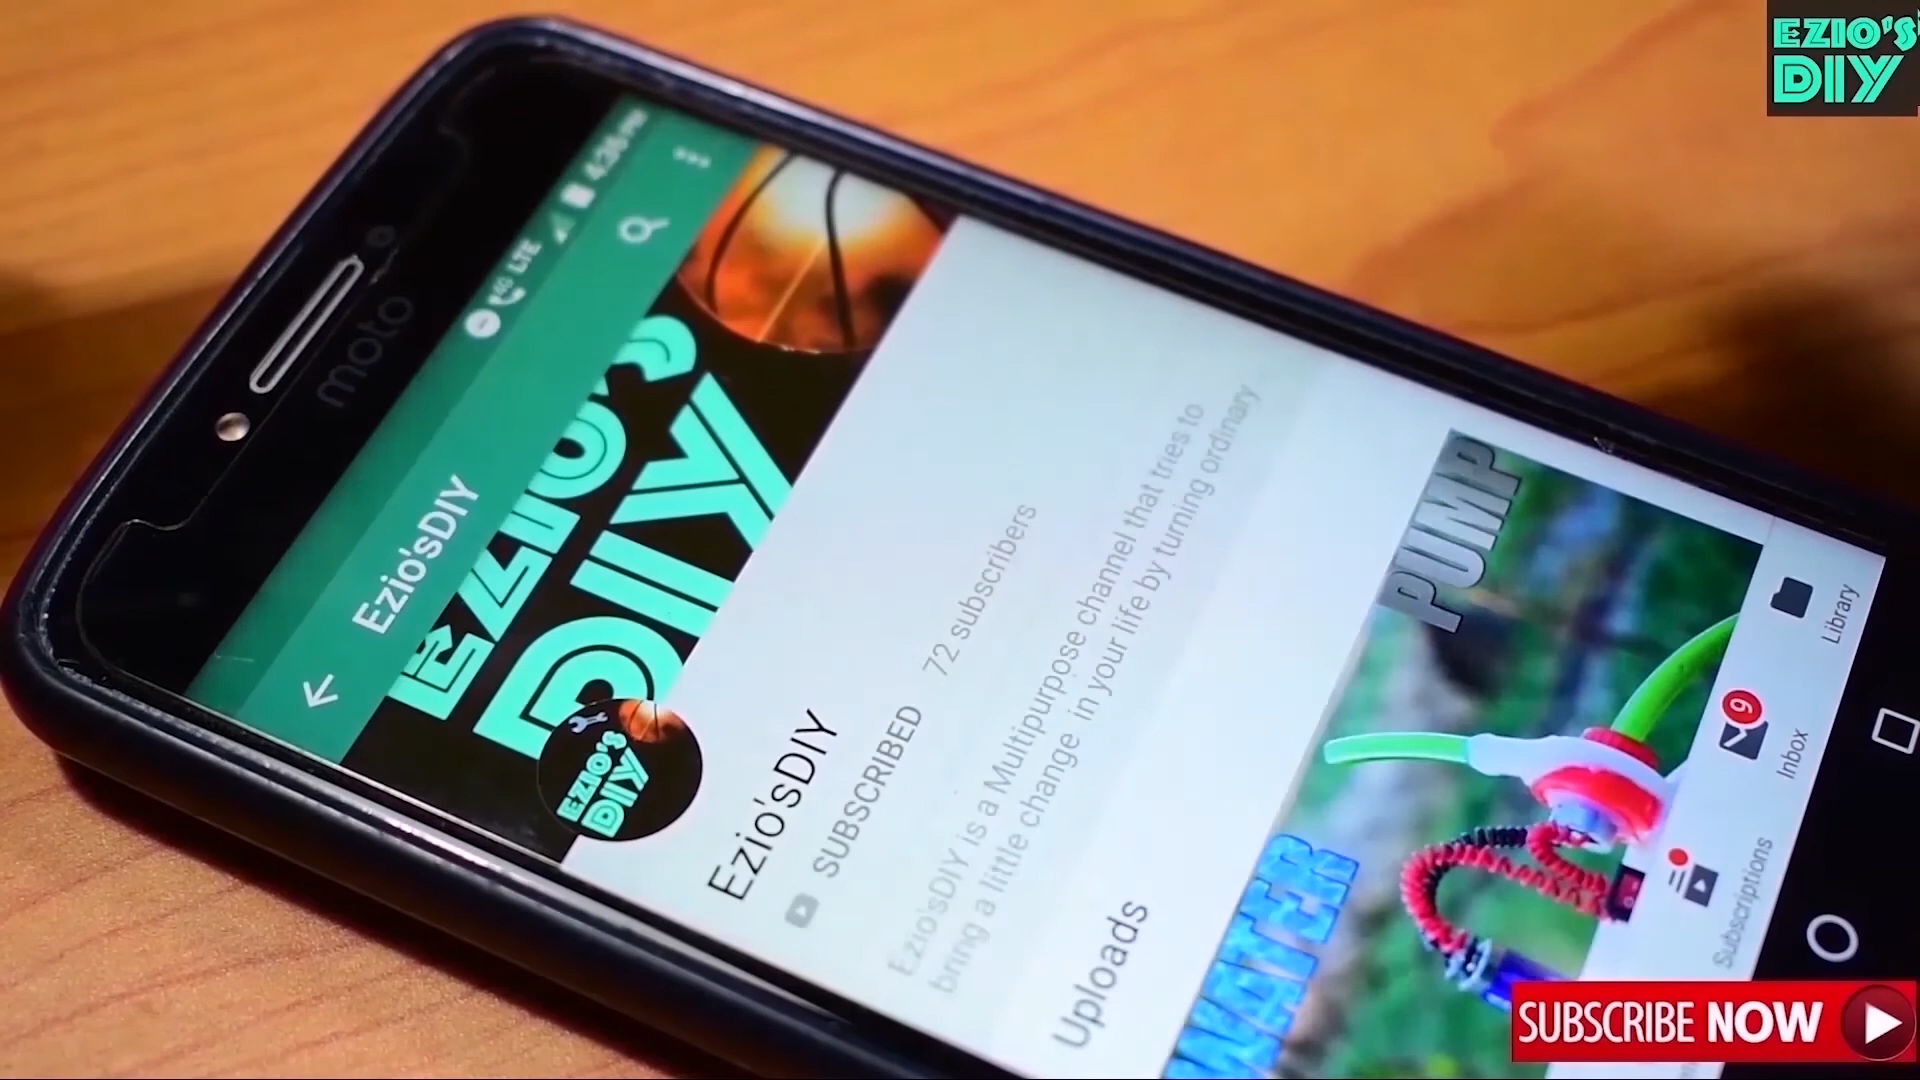 EZIO'S
DIY
moto
4G LTE 4:35 PM
Ezio'sDIY
EZIO'S
DIY
EZIO'S
DIY
Ezio'sDIY
SUBSCRIBED 72 subscribers
Ezio'sDIY is a Multipurpose channel that tries to
bring a little change in your life by turning ordinary
Uploads
WATER PUMP
Subscriptions
9
Inbox
Library
SUBSCRIBE NOW